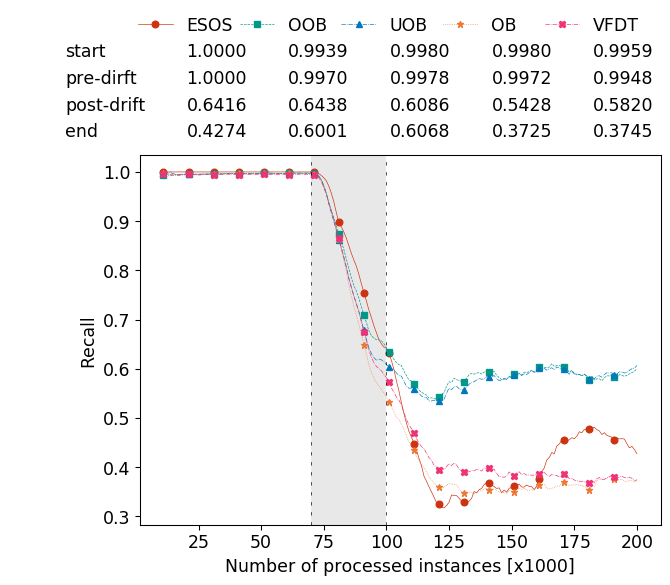 ESOS OOB UOB OB VFDT
start 1.0000 0.9939 0.9980 0.9980 0.9959
pre-dirft 1.0000 0.9970 0.9978 0.9972 0.9948
post-drift 0.6416 0.6438 0.6086 0.5428 0.5820
end 0.4274 0.6001 0.6068 0.3725 0.3745
1.0
0.9
0.8
0.7
0.6
0.5
0.4
0.3
Recall
25 50 75 100 125 150 175 200
Number of processed instances [x1000]